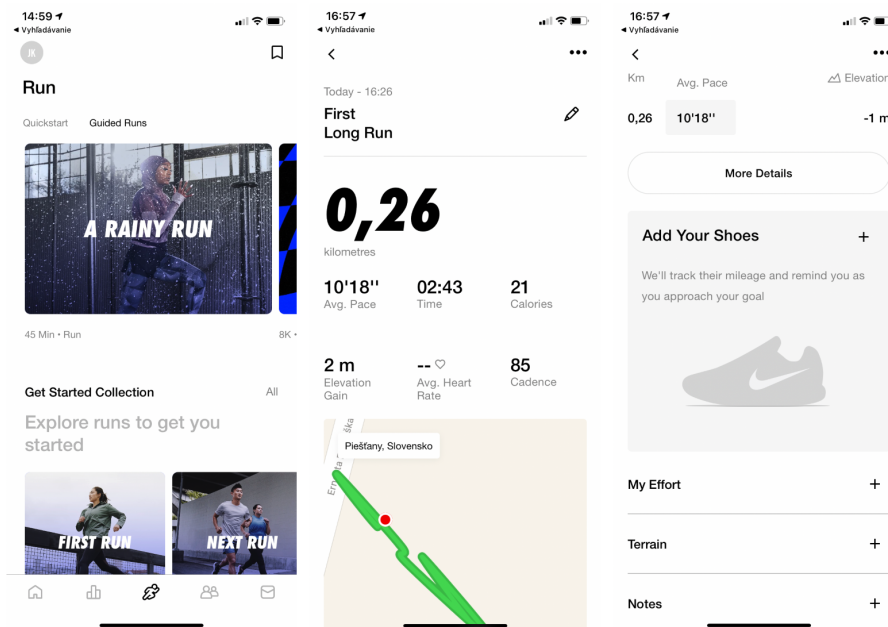 14:59
◄ Vyhľadávanie
JK
Run
Quickstart Guided Runs
A RAINY RUN
45 Min • Run 8K •
Get Started Collection All
Explore runs to get you
started
FIRST RUN NEXT RUN
16:57
◄ Vyhľadávanie
Today - 16:26
First
Long Run
0,26
kilometres
10'18'' 02:43 21
Avg. Pace Time Calories
2 m -- 85
Elevation
Gain
Avg. Heart
Rate
Cadence
Piešťany, Slovensko
16:57
◄ Vyhľadávanie
Km Avg. Pace Elevation
0,26 10'18'' -1 m
More Details
Add Your Shoes +
We'll track their mileage and remind you as
you approach your goal
My Effort +
Terrain +
Notes +